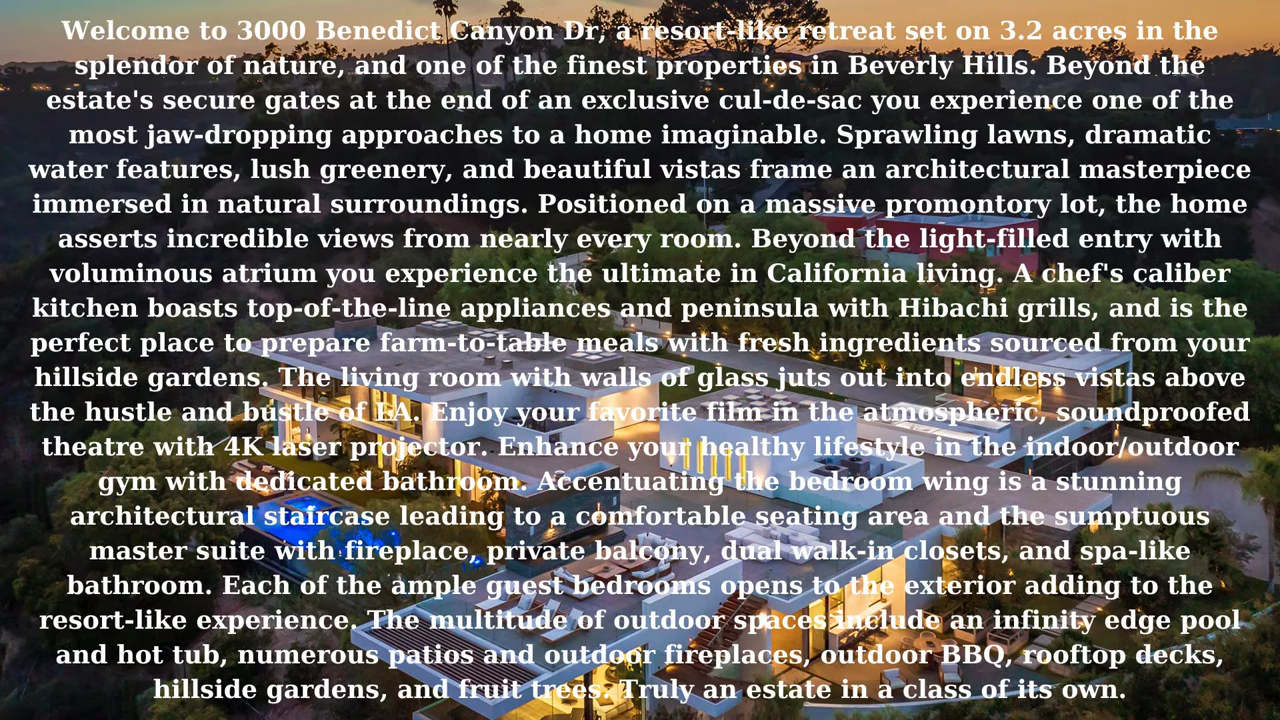 Welcome to 3000 Benedict Canyon Dr, a resort-like retreat set on 3.2 acres in the
splendor of nature, and one of the finest properties in Beverly Hills. Beyond the
estate's secure gates at the end of an exclusive cul-de-sac you experience one of the
most jaw-dropping approaches to a home imaginable. Sprawling lawns, dramatic
water features, lush greenery, and beautiful vistas frame an architectural masterpiece
immersed in natural surroundings. Positioned on a massive promontory lot, the home
asserts incredible views from nearly every room. Beyond the light-filled entry with
voluminous atrium you experience the ultimate in California living. A chef's caliber
kitchen boasts top-of-the-line appliances and peninsula with Hibachi grills, and is the
perfect place to prepare farm-to-table meals with fresh ingredients sourced from your
hillside gardens. The living room with walls of glass juts out into endless vistas above
the hustle and bustle of LA. Enjoy your favorite film in the atmospheric, soundproofed
theatre with 4K laser projector. Enhance your healthy lifestyle in the indoor/outdoor
gym with dedicated bathroom. Accentuating the bedroom wing is a stunning
architectural staircase leading to a comfortable seating area and the sumptuous
master suite with fireplace, private balcony, dual walk-in closets, and spa-like
bathroom. Each of the ample guest bedrooms opens to the exterior adding to the
resort-like experience. The multitude of outdoor spaces include an infinity edge pool
and hot tub, numerous patios and outdoor fireplaces, outdoor BBQ, rooftop decks,
hillside gardens, and fruit trees. Truly an estate in a class of its own.